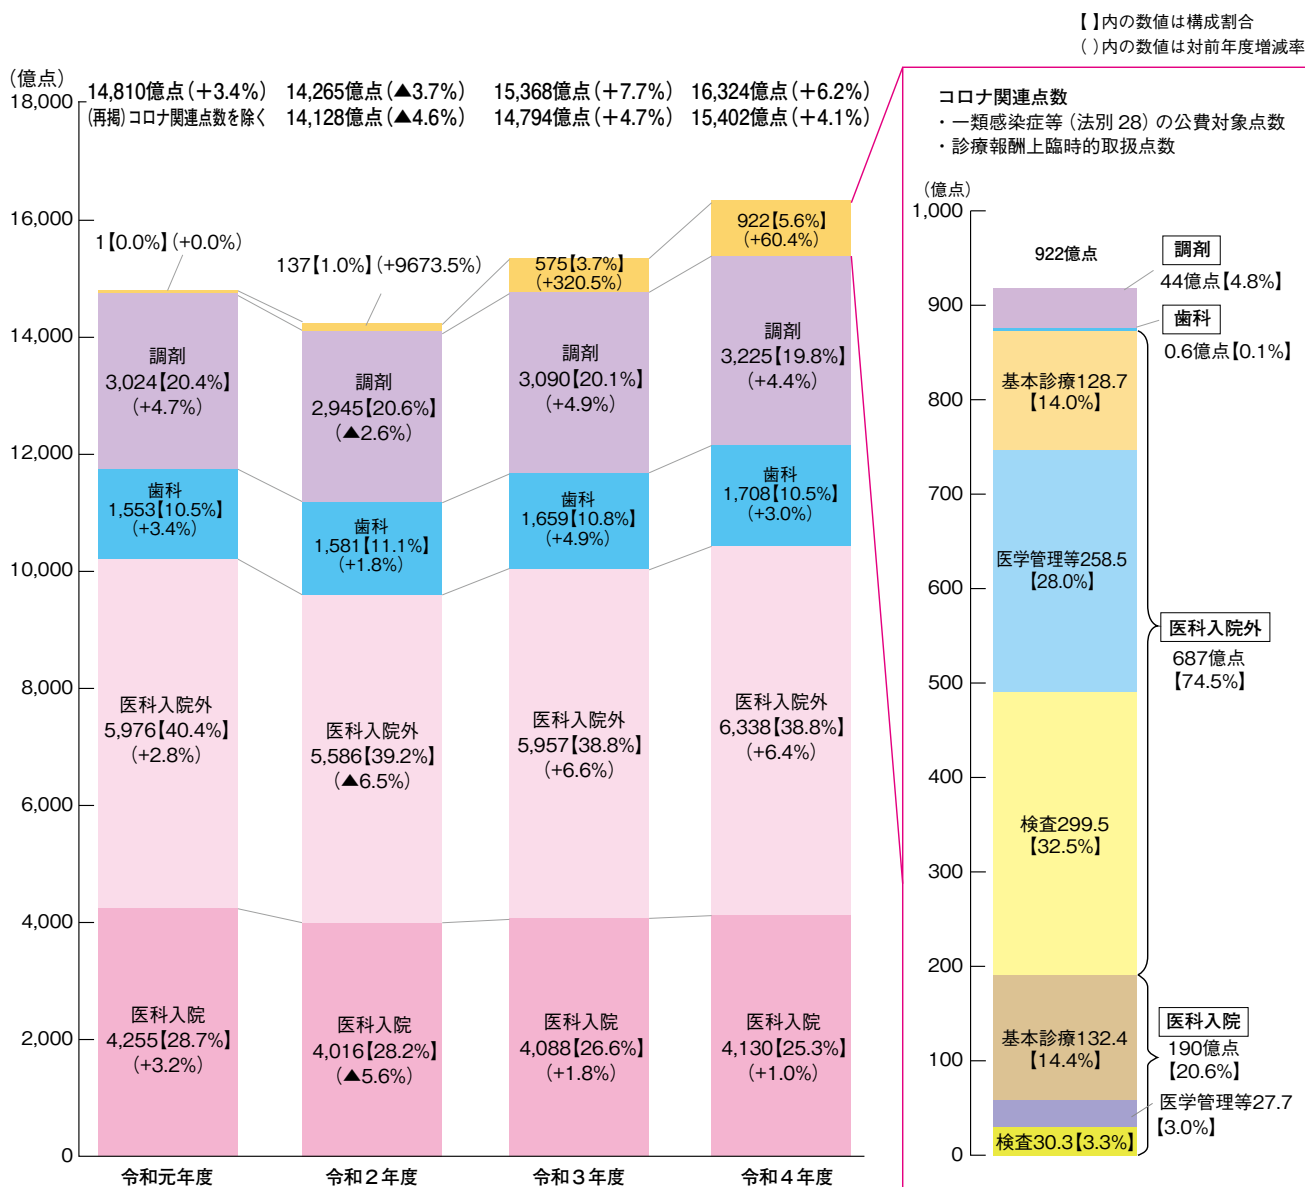 【 】内の数値は構成割合
( )内の数値は対前年度増減率
(億点)
14,810億点(+3.4%)
14,265億点(▲3.7%)
15,368億点(+7.7%)
16,324億点(+6.2%)
(再掲)コロナ関連点数を除く
14,128億点(▲4.6%)
14,794億点(+4.7%)
15,402億点(+4.1%)
18,000
16,000
14,000
12,000
10,000
8,000
6,000
4,000
2,000
0
1【0.0%】(+0.0%)
調剤
3,024【20.4%】
(+4.7%)
歯科
1,553【10.5%】
(+3.4%)
医科入院外
5,976【40.4%】
(+2.8%)
医科入院
4,255【28.7%】
(+3.2%)
令和元年度
137【1.0%】(+9673.5%)
調剤
2,945【20.6%】
(▲2.6%)
歯科
1,581【11.1%】
(+1.8%)
医科入院外
5,586【39.2%】
(▲6.5%)
医科入院
4,016【28.2%】
(▲5.6%)
令和2年度
575【3.7%】
(+320.5%)
調剤
3,090【20.1%】
(+4.9%)
歯科
1,659【10.8%】
(+4.9%)
医科入院外
5,957【38.8%】
(+6.6%)
医科入院
4,088【26.6%】
(+1.8%)
令和3年度
922【5.6%】
(+60.4%)
調剤
3,225【19.8%】
(+4.4%)
歯科
1,708【10.5%】
(+3.0%)
医科入院外
6,338【38.8%】
(+6.4%)
医科入院
4,130【25.3%】
(+1.0%)
令和4年度
コロナ関連点数
・一類感染症等(法別28)の公費対象点数
・診療報酬上臨時的取扱点数
(億点)
1,000
900
800
700
600
500
400
300
200
100
0
922億点
調剤
44億点【4.8%】
歯科
0.6億点【0.1%】
基本診療128.7
【14.0%】
医学管理等258.5
【28.0%】
検査299.5
【32.5%】
医科入院外
687億点
【74.5%】
基本診療132.4
【14.4%】
医科入院
190億点
【20.6%】
医学管理等27.7
【3.0%】
検査30.3【3.3%】